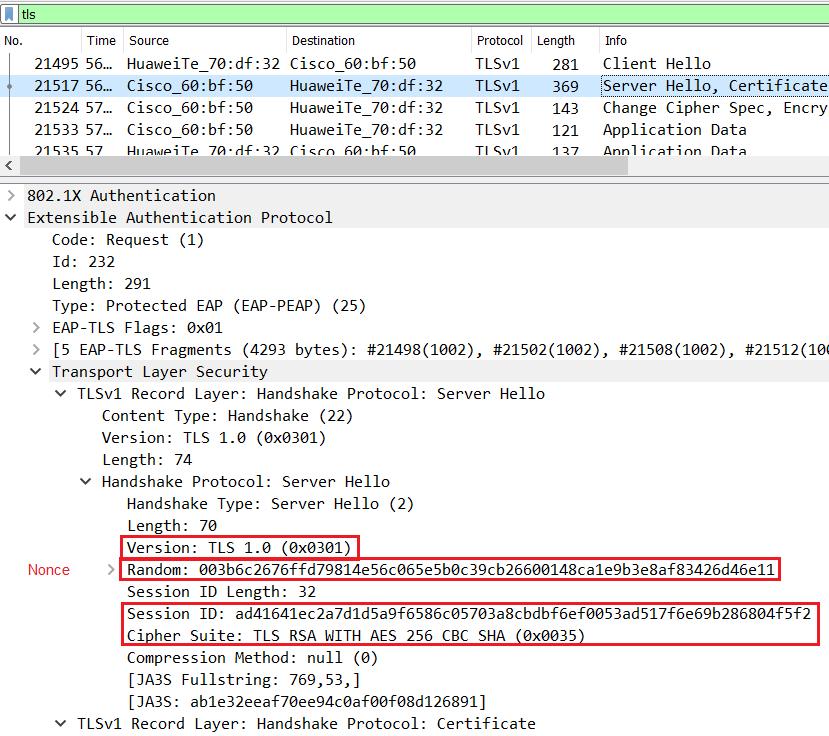 tls
No. Time Source Destination Protocol Length Info
21495 56… HuaweiTe_70:df:32 Cisco_60:bf:50 TLSv1 281 Client Hello
21517 56… Cisco_60:bf:50 HuaweiTe_70:df:32 TLSv1 369 Server Hello, Certificate
21524 57… Cisco_60:bf:50 HuaweiTe_70:df:32 TLSv1 143 Change Cipher Spec, Encry
21533 57… Cisco_60:bf:50 HuaweiTe_70:df:32 TLSv1 121 Application Data
21535 57 HuaweiTe_70:df:32 Cisco_60:bf:50 TLSv1 137 Application Data
802.1X Authentication
Extensible Authentication Protocol
Code: Request (1)
Id: 232
Length: 291
Type: Protected EAP (EAP-PEAP) (25)
EAP-TLS Flags: 0x01
[5 EAP-TLS Fragments (4293 bytes): #21498(1002), #21502(1002), #21508(1002), #21512(100
Transport Layer Security
TLSv1 Record Layer: Handshake Protocol: Server Hello
Content Type: Handshake (22)
Version: TLS 1.0 (0x0301)
Length: 74
Handshake Protocol: Server Hello
Handshake Type: Server Hello (2)
Length: 70
Version: TLS 1.0 (0x0301)
Nonce Random: 003b6c2676ffd79814e56c065e5b0c39cb26600148ca1e9b3e8af83426d46e11
Session ID Length: 32
Session ID: ad41641ec2a7d1d5a9f6586c05703a8cbdbf6ef0053ad517f6e69b286804f5f2
Cipher Suite: TLS_RSA_WITH_AES_256_CBC_SHA (0x0035)
Compression Method: null (0)
[JA3S Fullstring: 769,53,]
[JA3S: ab1e32eeaf70ee94c0af00f08d126891]
TLSv1 Record Layer: Handshake Protocol: Certificate